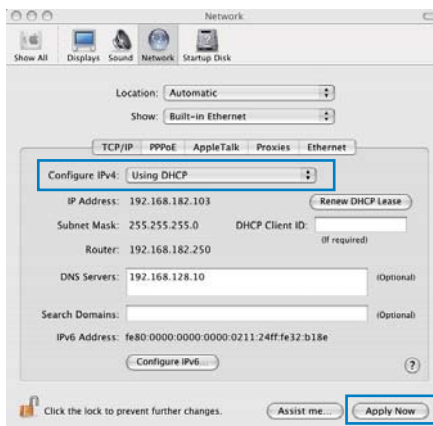 Network
Show All Displays Sound Network Startup Disk
Location: Automatic
Show: Built-in Ethernet
TCP/IP PPPoE AppleTalk Proxies Ethernet
Configure IPv4: Using DHCP
IP Address: 192.168.182.103 Renew DHCP Lease
Subnet Mask: 255.255.255.0 DHCP Client ID:
(If required)
Router: 192.168.182.250
DNS Servers: 192.168.128.10 (Optional)
Search Domains: (Optional)
IPv6 Address: fe80:0000:0000:0000:0211:24ff:fe32:b18e
Configure IPv6... ?
Click the lock to prevent further changes. Assist me... Apply Now